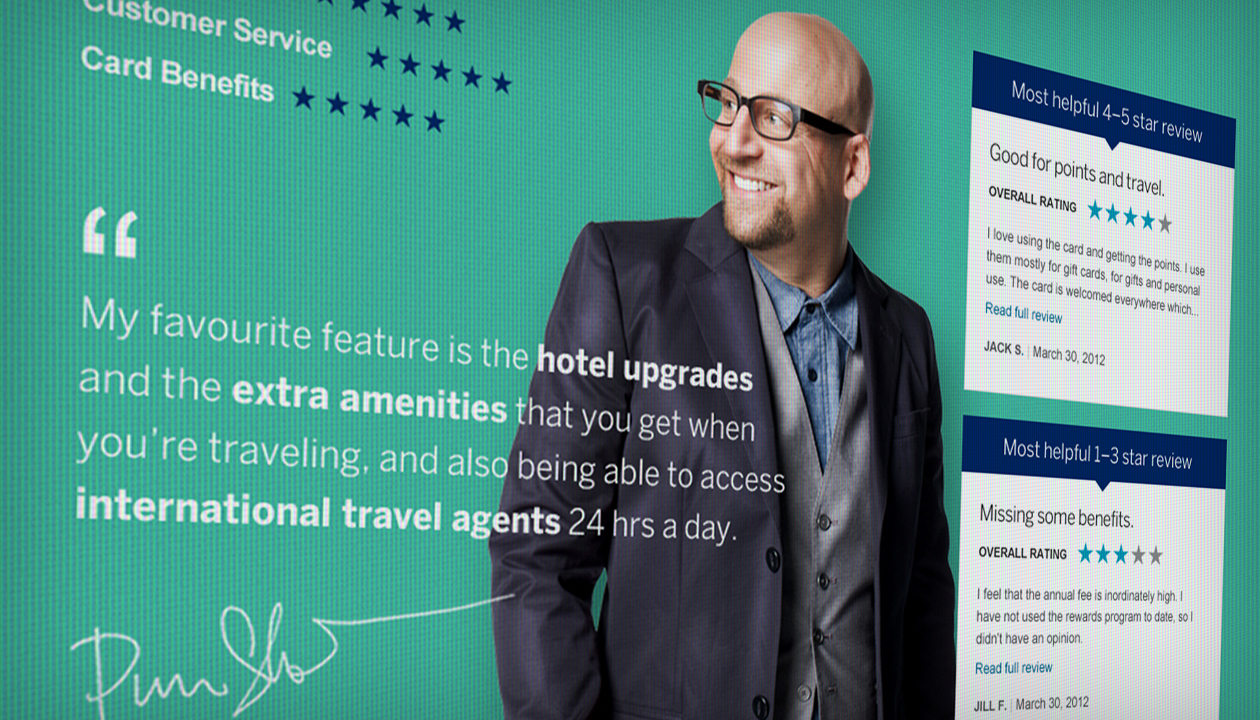 Customer Service ★★★★★
Card Benefits ★★★★★
“
My favourite feature is the hotel upgrades
and the extra amenities that you get when
you're traveling, and also being able to access
international travel agents 24 hrs a day.
Most helpful 4–5 star review
Good for points and travel.
OVERALL RATING ★★★★★
I love using the card and getting the points. I use
them mostly for gift cards, for gifts and personal
use. The card is welcomed everywhere which...
Read full review
JACK S. | March 30, 2012
Most helpful 1–3 star review
Missing some benefits.
OVERALL RATING ★★★★★
I feel that the annual fee is inordinately high. I
have not used the rewards program to date, so I
didn't have an opinion.
Read full review
JILL F. | March 30, 2012